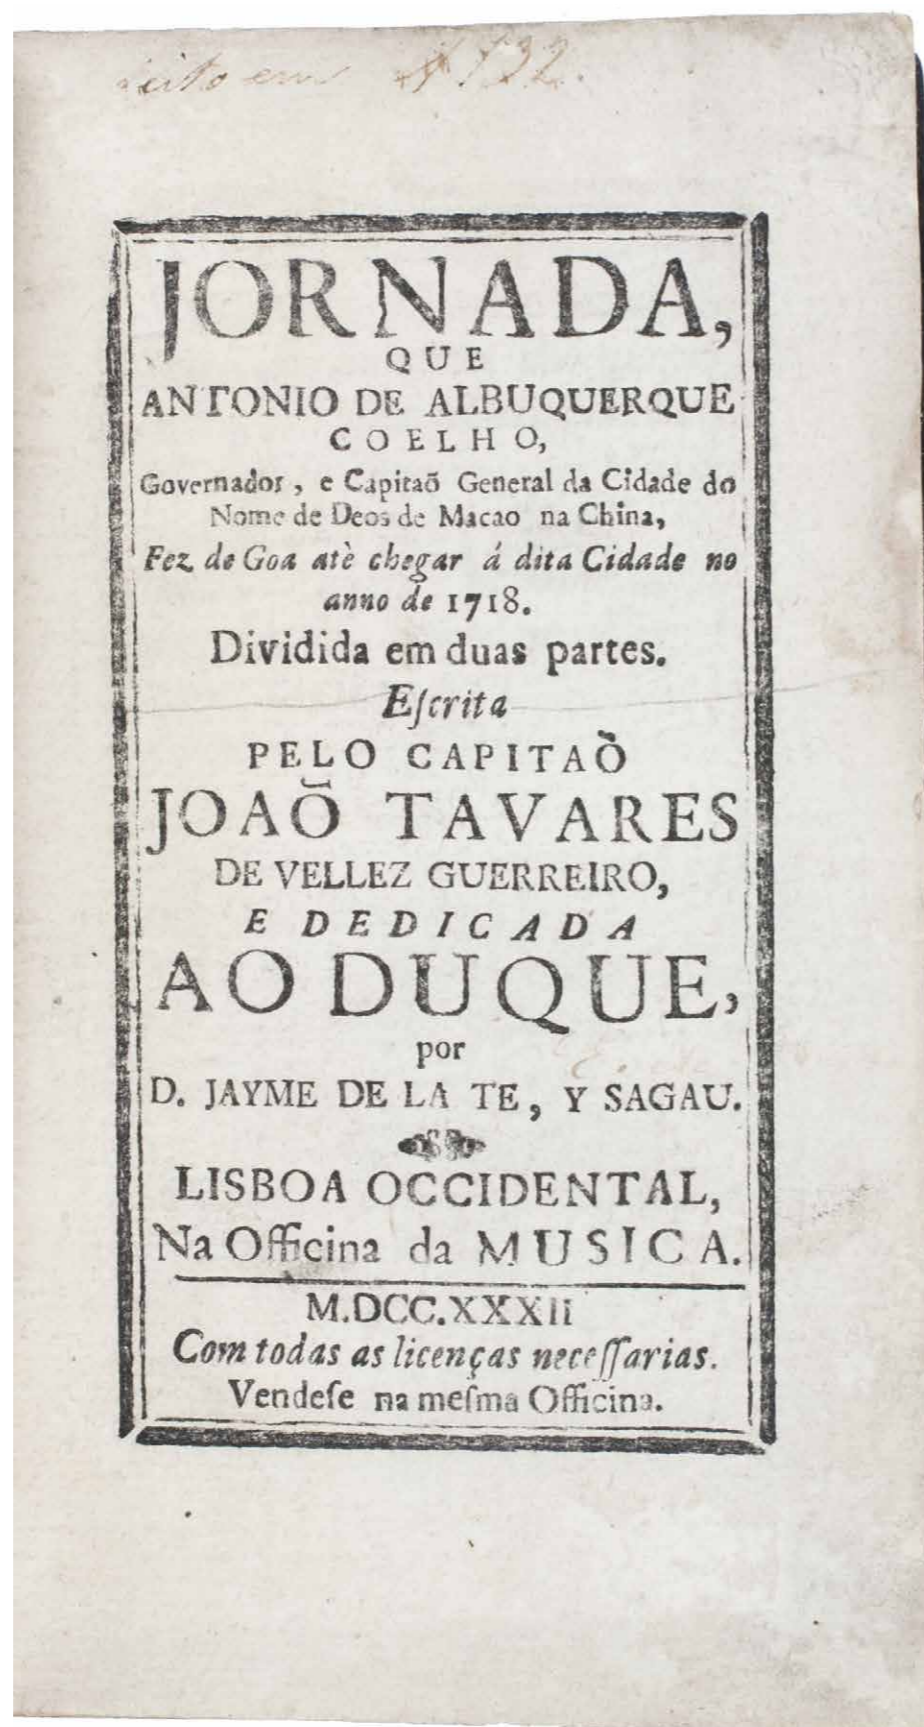 em 1732.
JORNADA,
QUE
ANTONIO DE ALBUQUERQUE
COELHO,
Governador, e Capitaõ General da Cidade do
Nome de Deos de Macao na China,
Fez de Goa atè chegar á dita Cidade no
anno de 1718.
Dividida em duas partes.
Eſcrita
PELO CAPITAÕ
JOAÕ TAVARES
DE VELLEZ GUERREIRO,
E DEDICADA
AO DUQUE,
por
D. JAYME DE LA TE, Y SAGAU.
LISBOA OCCIDENTAL,
Na Officina da MUSICA.
M.DCC.XXXII
Com todas as licenças neceſſarias.
Vendeſe na meſma Officina.